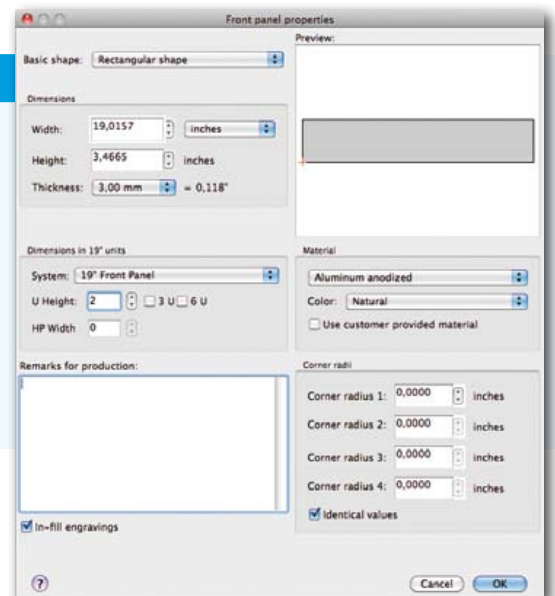 Front panel properties
Basic shape: Rectangular shape
Preview:
Dimensions
Width: 19,0157 inches
Height: 3,4665 inches
Thickness: 3,00 mm = 0,118"
Dimensions in 19" units
System: 19" Front Panel
U Height: 2 3 U 6 U
HP Width 0
Material
Aluminum anodized
Color: Natural
Use customer provided material
Remarks for production:
In-fill engravings
Corner radii
Corner radius 1: 0,0000 inches
Corner radius 2: 0,0000 inches
Corner radius 3: 0,0000 inches
Corner radius 4: 0,0000 inches
Identical values
?
Cancel OK